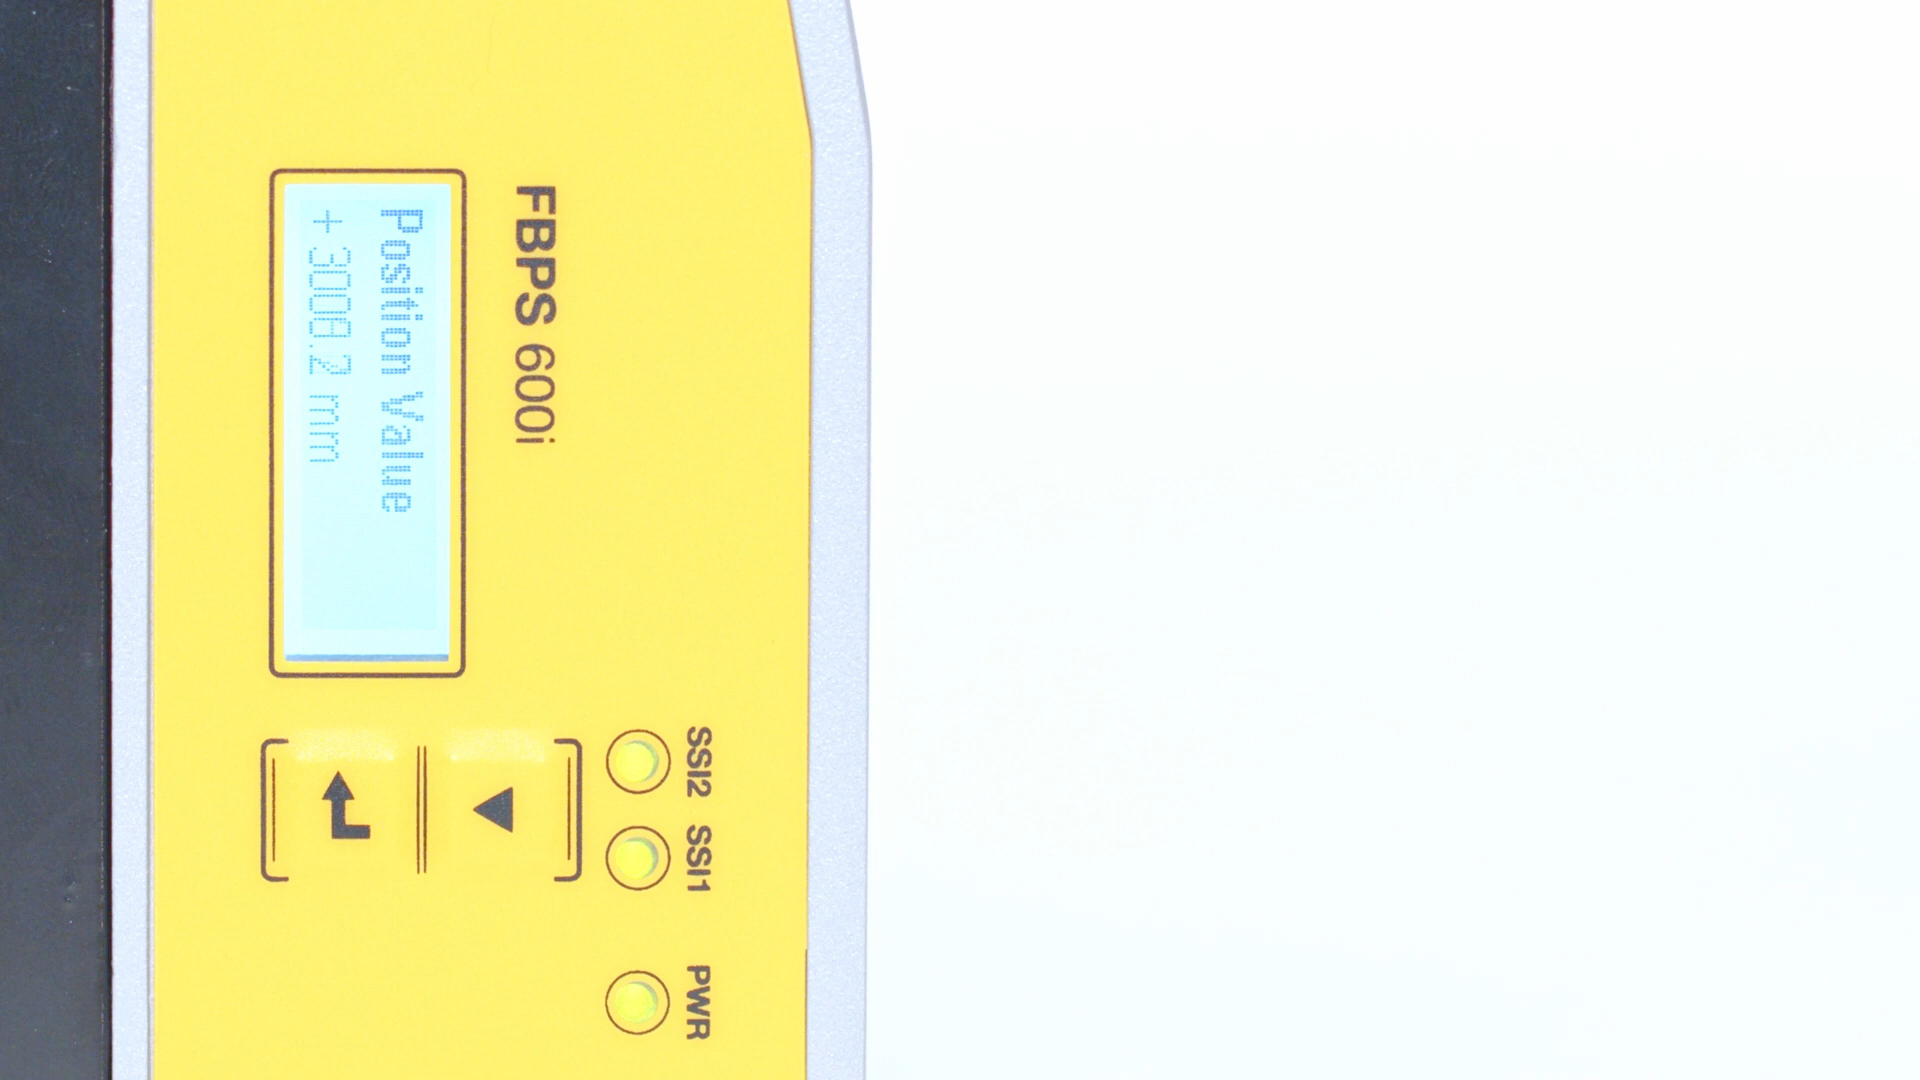 FBPS 600i
Position Value
+3008.2 mm
SSI2 SSI1 PWR